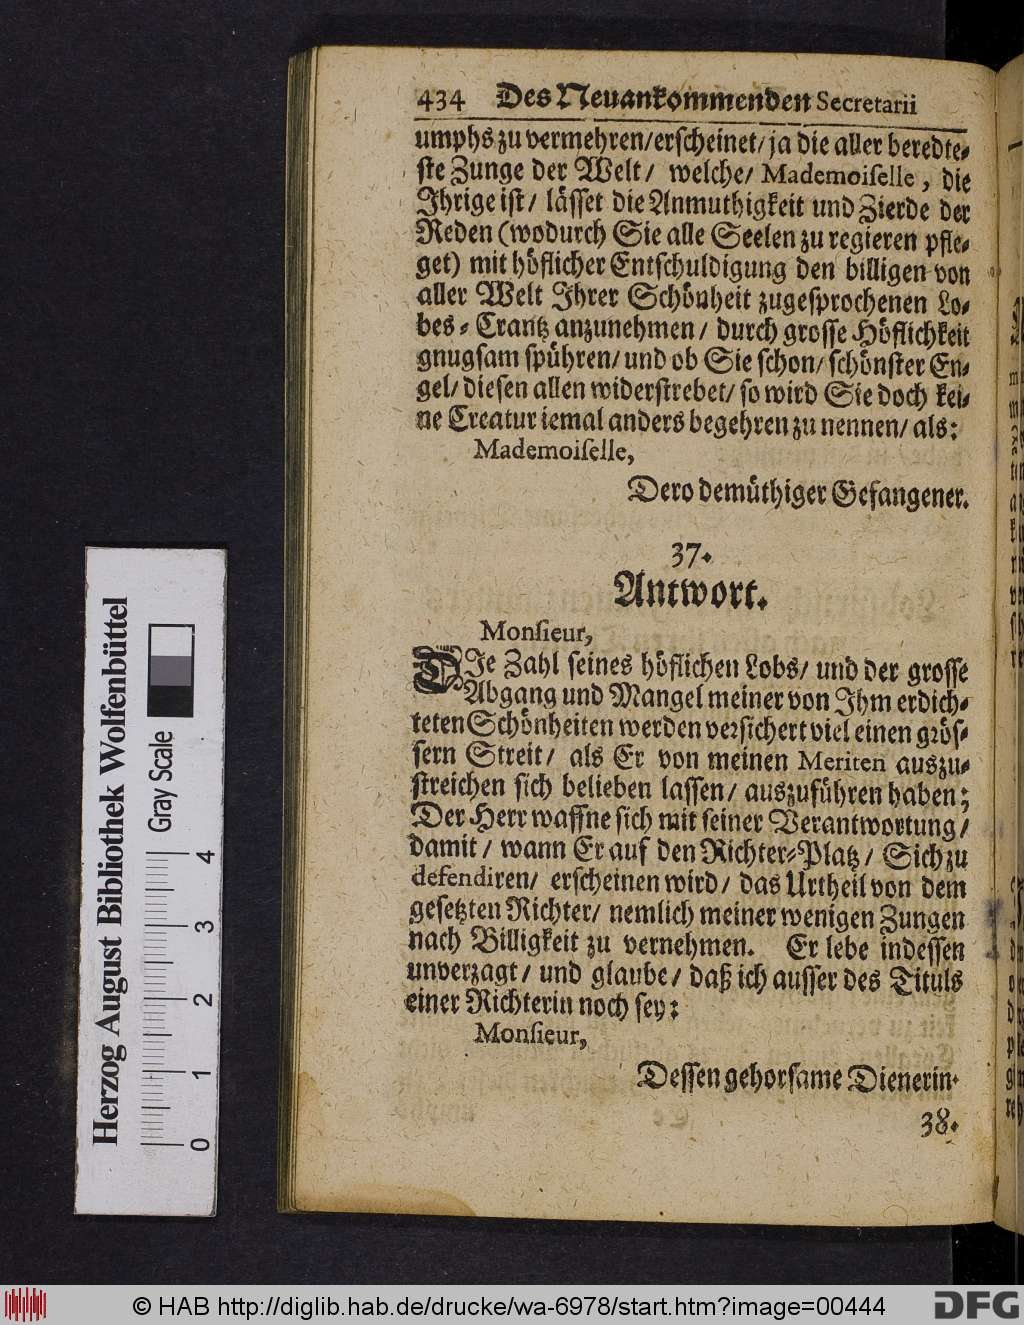 434 Des Neuankommenden Secretarii
umphs zu vermehren/erscheinet/ ja die aller beredte-
ste Zunge der Welt/ welche/ Mademoiselle, die
Jhrige ist/ lässet die Anmuthigkeit und Zierde der
Reden (wodurch Sie alle Seelen zu regieren pfle-
get) mit höflicher Entschuldigung den billigen von
aller Welt Jhrer Schönheit zugesprochenen Lo-
bes-Crantz anzunehmen/ durch grosse Höflichkeit
gnugsam spühren/ und ob Sie schon/ schönster En-
gel/ diesen allen widerstrebet/ so wird Sie doch kei-
ne Creatur iemal anders begehren zu nennen/ als:
Mademoiselle,
Dero demüthiger Gefangener.
37.
Antwort.
Monsieur,
DJe Zahl seines höflichen Lobs/ und der grosse
Abgang und Mangel meiner von Jhm erdich-
teten Schönheiten werden versichert viel einen grös-
sern Streit/ als Er von meinen Meriten auszu-
streichen sich belieben lassen/ auszuführen haben;
Der Herr waffne sich mit seiner Verantwortung/
damit/ wann Er auf den Richter-Platz/ Sich zu
defendiren/ erscheinen wird/ das Urtheil von dem
gesetzten Richter/ nemlich meiner wenigen Zungen
nach Billigkeit zu vernehmen. Er lebe indessen
unverzagt/ und glaube/ daß ich ausser des Tituls
einer Richterin noch sey:
Monsieur,
Dessen gehorsame Dienerin.
38.
Herzog August Bibliothek Wolfenbüttel
Gray Scale
0 1 2 3 4
© HAB http://diglib.hab.de/drucke/wa-6978/start.htm?image=00444
DFG